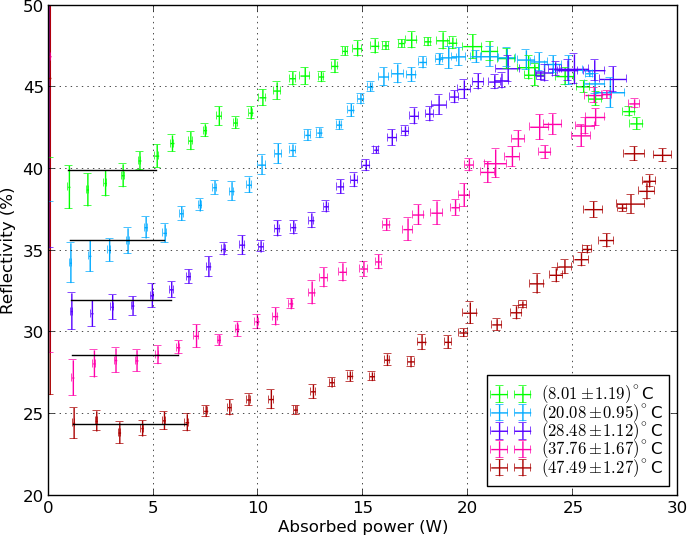 50
45
40
35
30
25
20
Reflectivity (%)
0 5 10 15 20 25 30
Absorbed power (W)
(8.01±1.19)°C
(20.08±0.95)°C
(28.48±1.12)°C
(37.76±1.67)°C
(47.49±1.27)°C